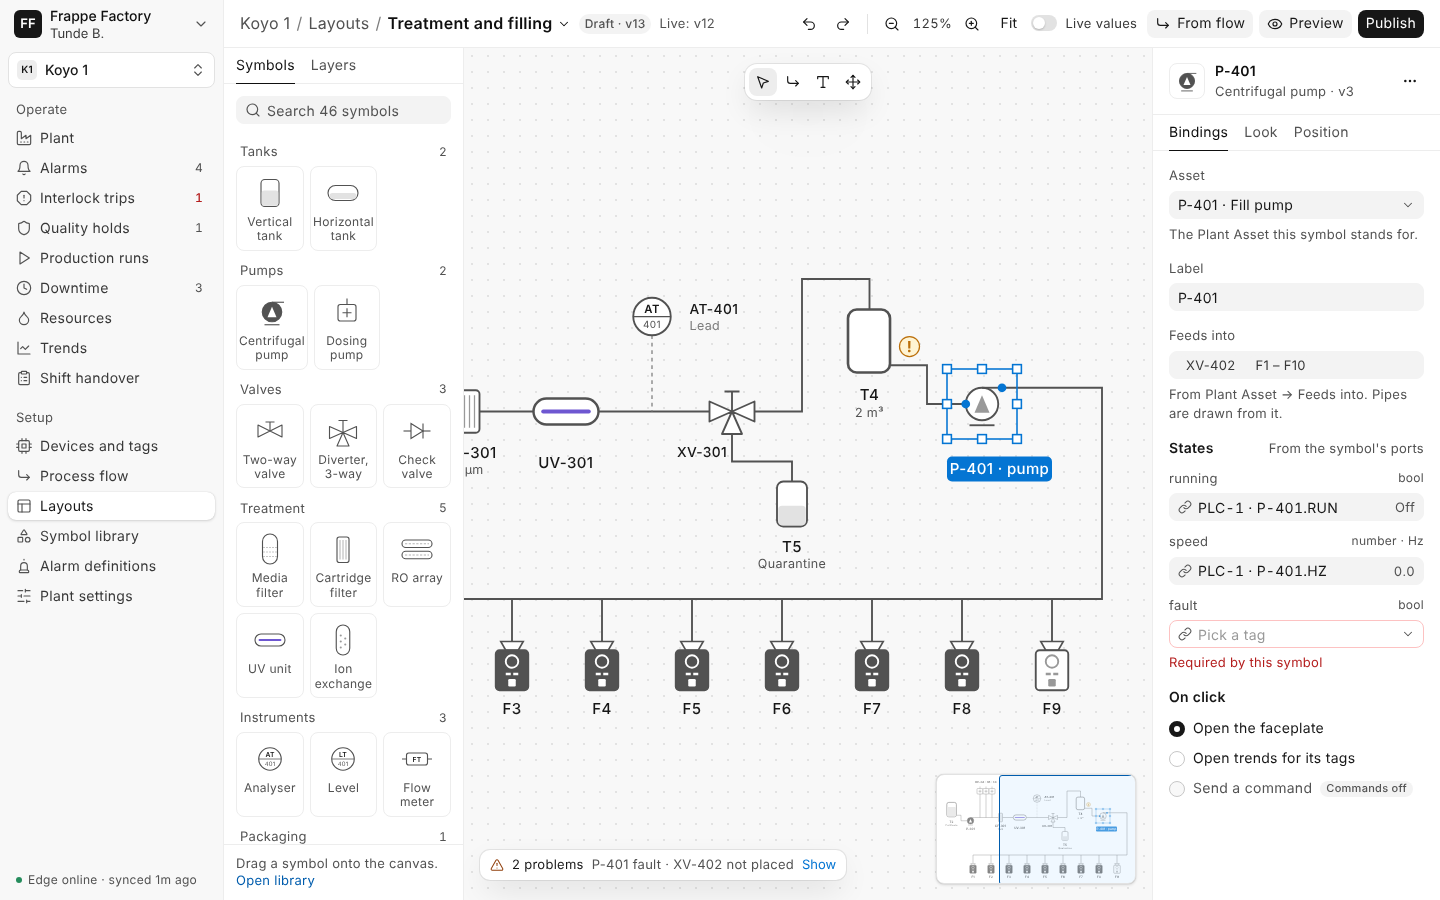 FF
Frappe Factory
Tunde B.
K1
Koyo 1
Operate
Plant
Alarms 4
Interlock trips 1
Quality holds 1
Production runs
Downtime 3
Resources
Trends
Shift handover
Setup
Devices and tags
Process flow
Layouts
Symbol library
Alarm definitions
Plant settings
Edge online · synced 1m ago
Koyo 1 / Layouts / Treatment and filling
Draft · v13
Live: v12
125%
Fit
Live values
From flow
Preview
Publish
Symbols
Layers
Search 46 symbols
Tanks 2
Vertical tank
Horizontal tank
Pumps 2
Centrifugal pump
Dosing pump
Valves 3
Two-way valve
Diverter, 3-way
Check valve
Treatment 5
Media filter
Cartridge filter
RO array
UV unit
Ion exchange
Instruments 3
AT 401
Analyser
LT 401
Level
FT
Flow meter
Packaging 1
Drag a symbol onto the canvas.
Open library
AT
401
AT-401
Lead
-301
µm
UV-301
XV-301
T4
2 m³
P-401 · pump
T5
Quarantine
F3
F4
F5
F6
F7
F8
F9
2 problems P-401 fault · XV-402 not placed Show
P-401
Centrifugal pump · v3
Bindings
Look
Position
Asset
P-401 · Fill pump
The Plant Asset this symbol stands for.
Label
P-401
Feeds into
XV-402 F1 – F10
From Plant Asset → Feeds into. Pipes
are drawn from it.
States From the symbol's ports
running bool
PLC-1 · P-401.RUN Off
speed number · Hz
PLC-1 · P-401.HZ 0.0
fault bool
Pick a tag
Required by this symbol
On click
Open the faceplate
Open trends for its tags
Send a command Commands off